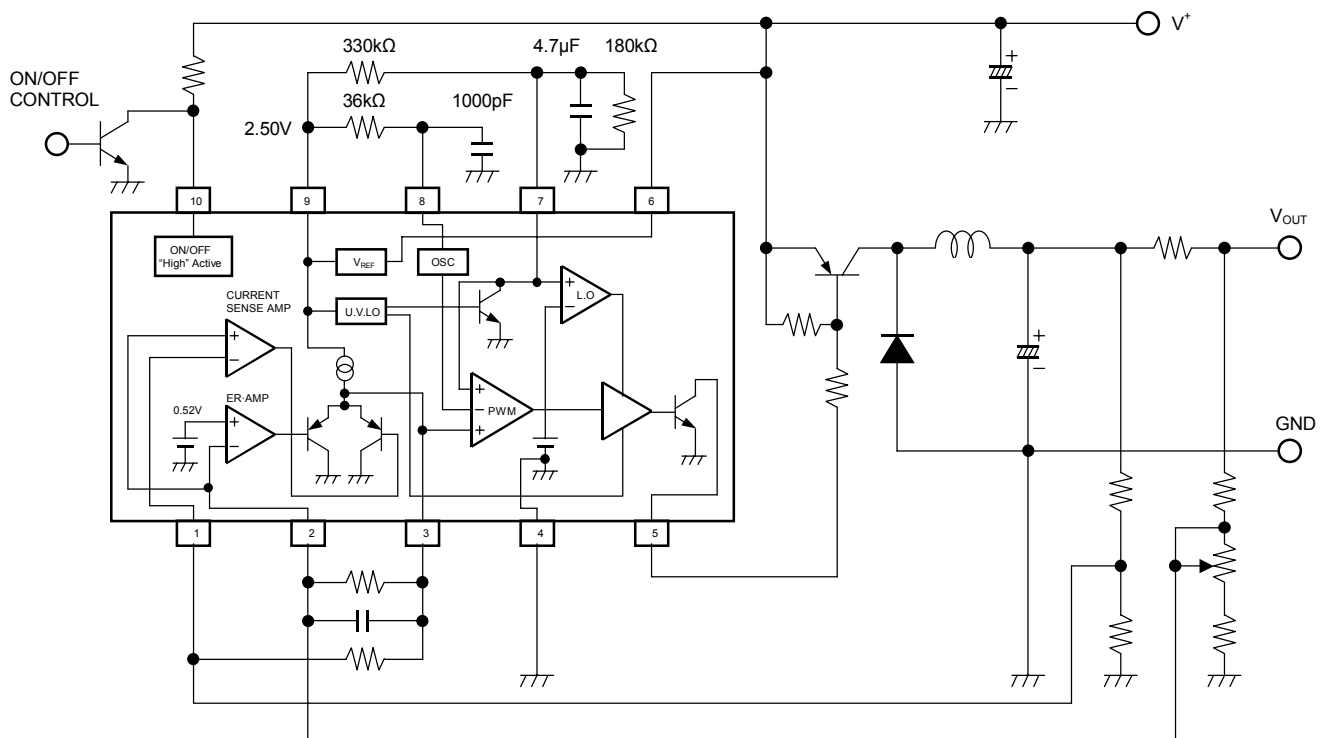 V+
330kΩ
4.7µF
180kΩ
ON/OFF
CONTROL
36kΩ
1000pF
2.50V
+
−
10
9
8
7
6
ON/OFF
"High" Active
VREF
OSC
U.V.LO
+
−
L.O
CURRENT
SENSE AMP
+
−
ER·AMP
0.52V
+
−
+
−
+
PWM
VOUT
+
−
GND
1
2
3
4
5